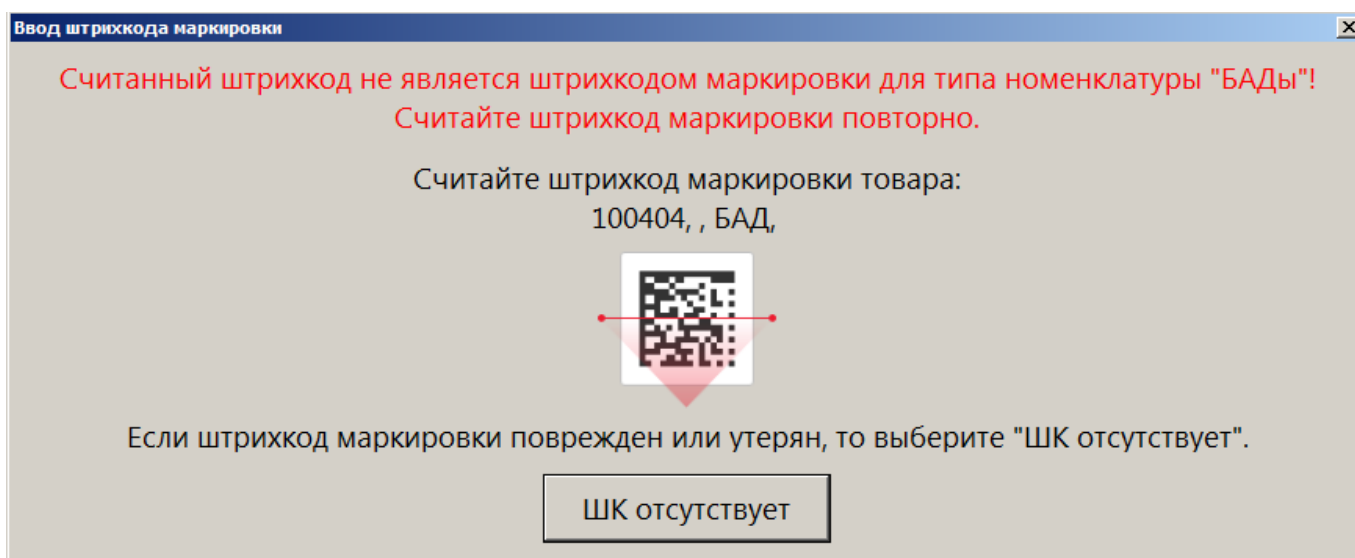 Ввод штрихкода маркировки
Считанный штрихкод не является штрихкодом маркировки для типа номенклатуры "БАДы"!
Считайте штрихкод маркировки повторно.
Считайте штрихкод маркировки товара:
100404, , БАД,
Если штрихкод маркировки поврежден или утерян, то выберите "ШК отсутствует".
ШК отсутствует